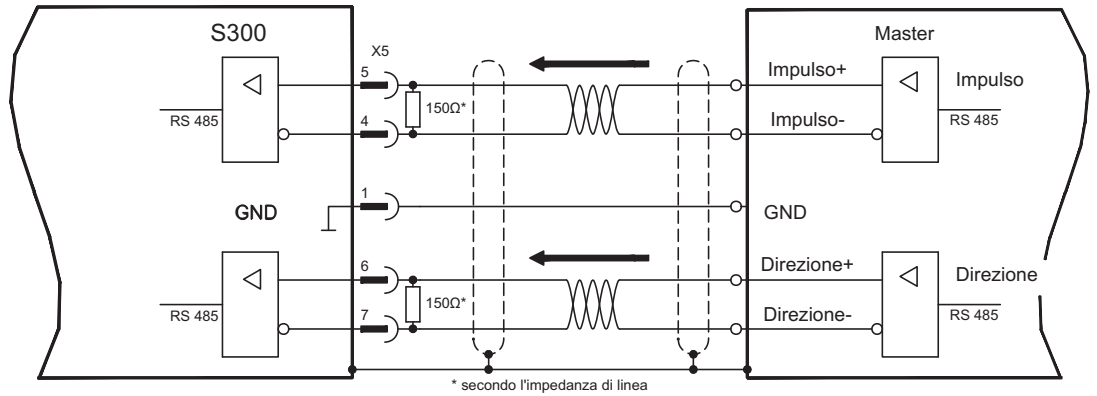 S300
X5
Master
5
Impulso+
Impulso
RS 485
150Ω*
RS 485
4
Impulso-
1
GND
GND
6
Direzione+
Direzione
RS 485
150Ω*
RS 485
7
Direzione-
* secondo l'impedanza di linea